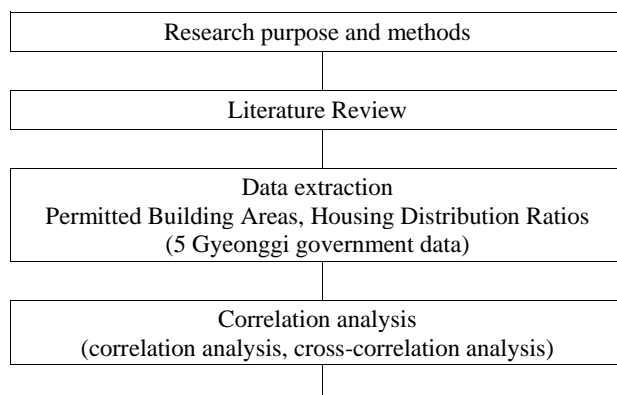 Research purpose and methods
Literature Review
Data extraction
Permitted Building Areas, Housing Distribution Ratios
(5 Gyeonggi government data)
Correlation analysis
(correlation analysis, cross-correlation analysis)